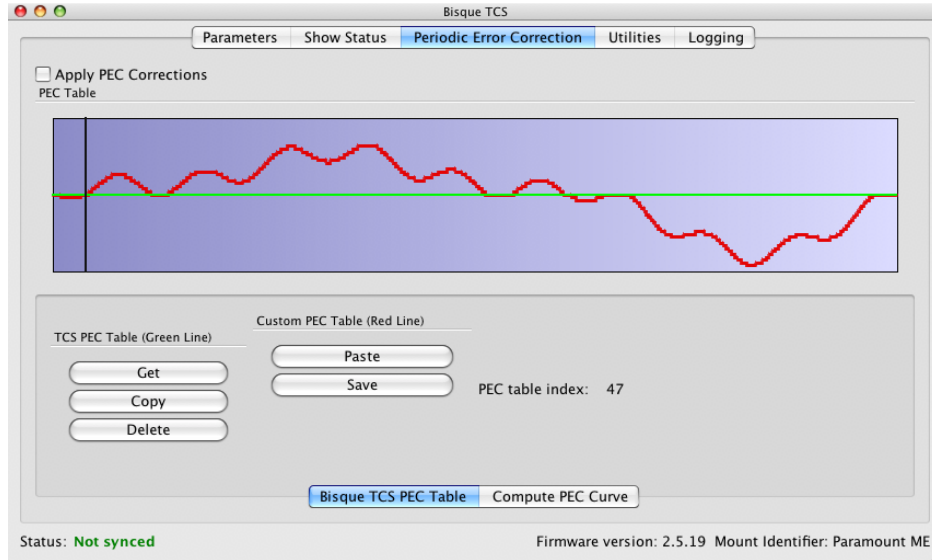 Bisque TCS
Parameters Show Status Periodic Error Correction Utilities Logging
Apply PEC Corrections
PEC Table
Custom PEC Table (Red Line)
TCS PEC Table (Green Line)
Paste
Get
Save
PEC table index: 47
Copy
Delete
Bisque TCS PEC Table Compute PEC Curve
Status: Not synced Firmware version: 2.5.19 Mount Identifier: Paramount ME